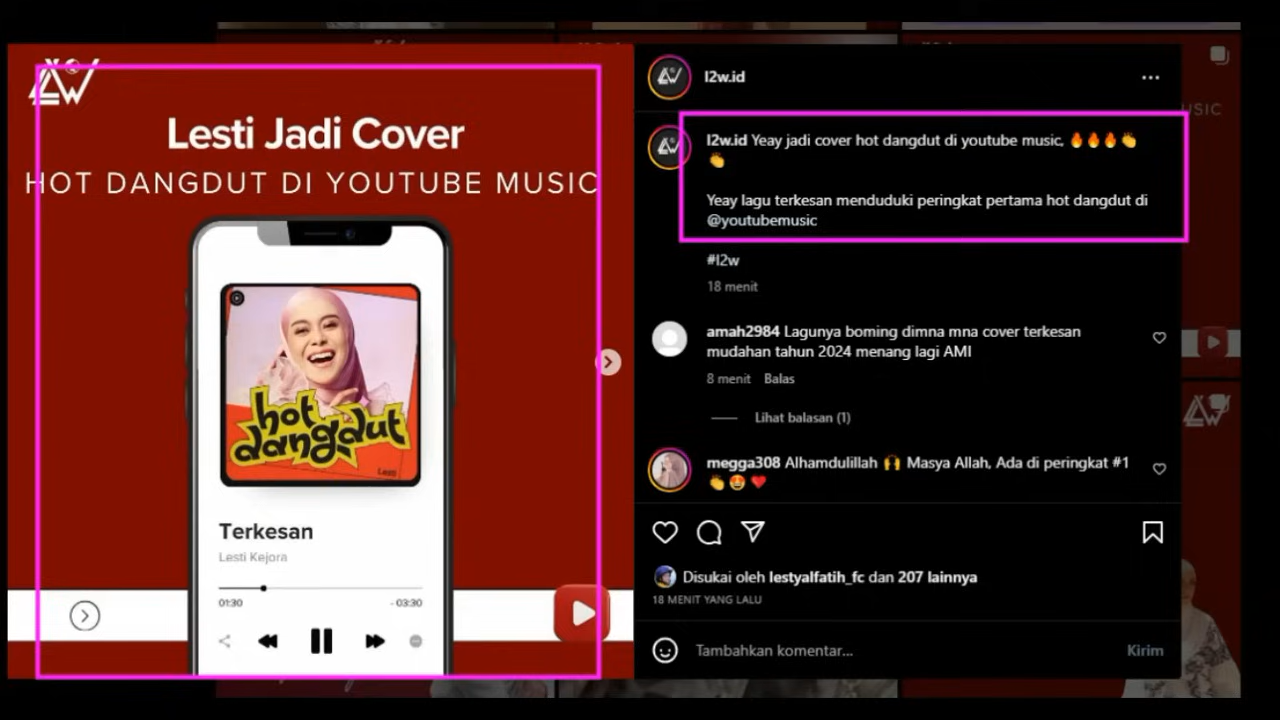 LW
Lesti Jadi Cover
HOT DANGDUT DI YOUTUBE MUSIC
hot
dangdut
Lesti
Terkesan
Lesti Kejora
01:30
- 03:30
l2w.id
l2w.id Yeay jadi cover hot dangdut di youtube music, 🔥🔥🔥👏
👏
Yeay lagu terkesan menduduki peringkat pertama hot dangdut di
@youtubemusic
#l2w
18 menit
amah2984 Lagunya boming dimna mna cover terkesan
mudahan tahun 2024 menang lagi AMI
8 menit Balas
Lihat balasan (1)
megga308 Alhamdulillah 🙌 Masya Allah, Ada di peringkat #1
👏😍❤️
Disukai oleh lestyalfatih_fc dan 207 lainnya
18 MENIT YANG LALU
Tambahkan komentar...
Kirim
USIC